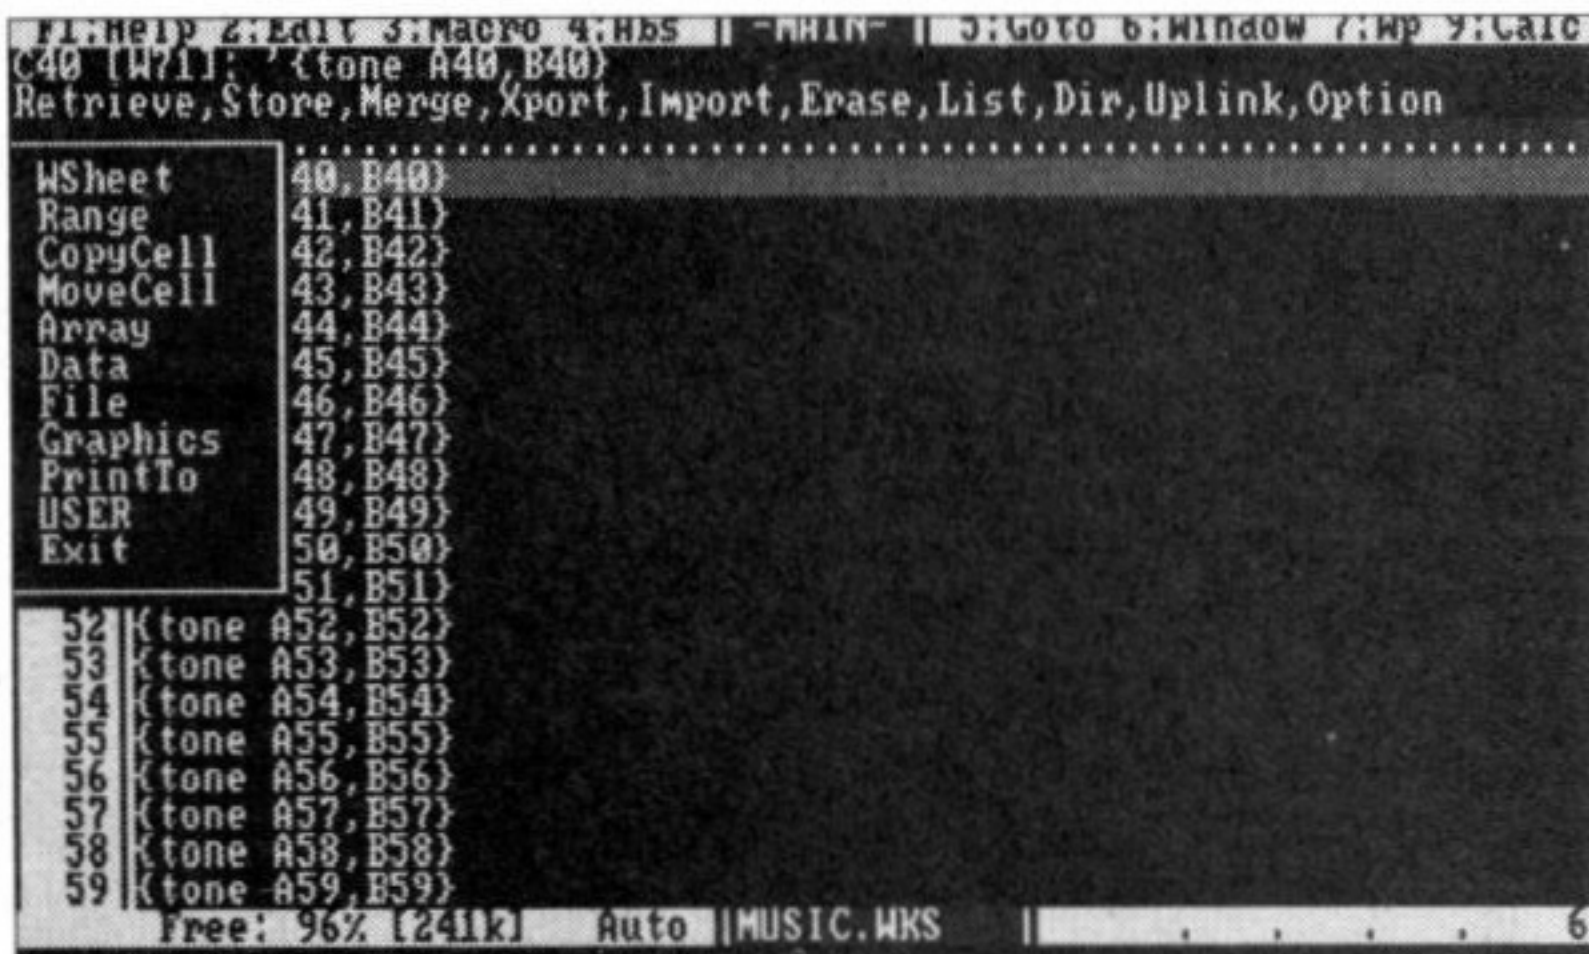 F1:Help 2:Edit 3:Macro 4:Abs -MAIN- 5:Goto 6:Window 7:Wp 9:Calc
C40 [W71]: '{tone A40,B40}
Retrieve,Store,Merge,Xport,Import,Erase,List,Dir,Uplink,Option
WSheet 40,B40}
Range 41,B41}
CopyCell 42,B42}
MoveCell 43,B43}
Array 44,B44}
Data 45,B45}
File 46,B46}
Graphics 47,B47}
PrintTo 48,B48}
USER 49,B49}
Exit 50,B50}
51,B51}
52 {tone A52,B52}
53 {tone A53,B53}
54 {tone A54,B54}
55 {tone A55,B55}
56 {tone A56,B56}
57 {tone A57,B57}
58 {tone A58,B58}
59 {tone A59,B59}
Free: 96% [241k] Auto MUSIC.WKS 6